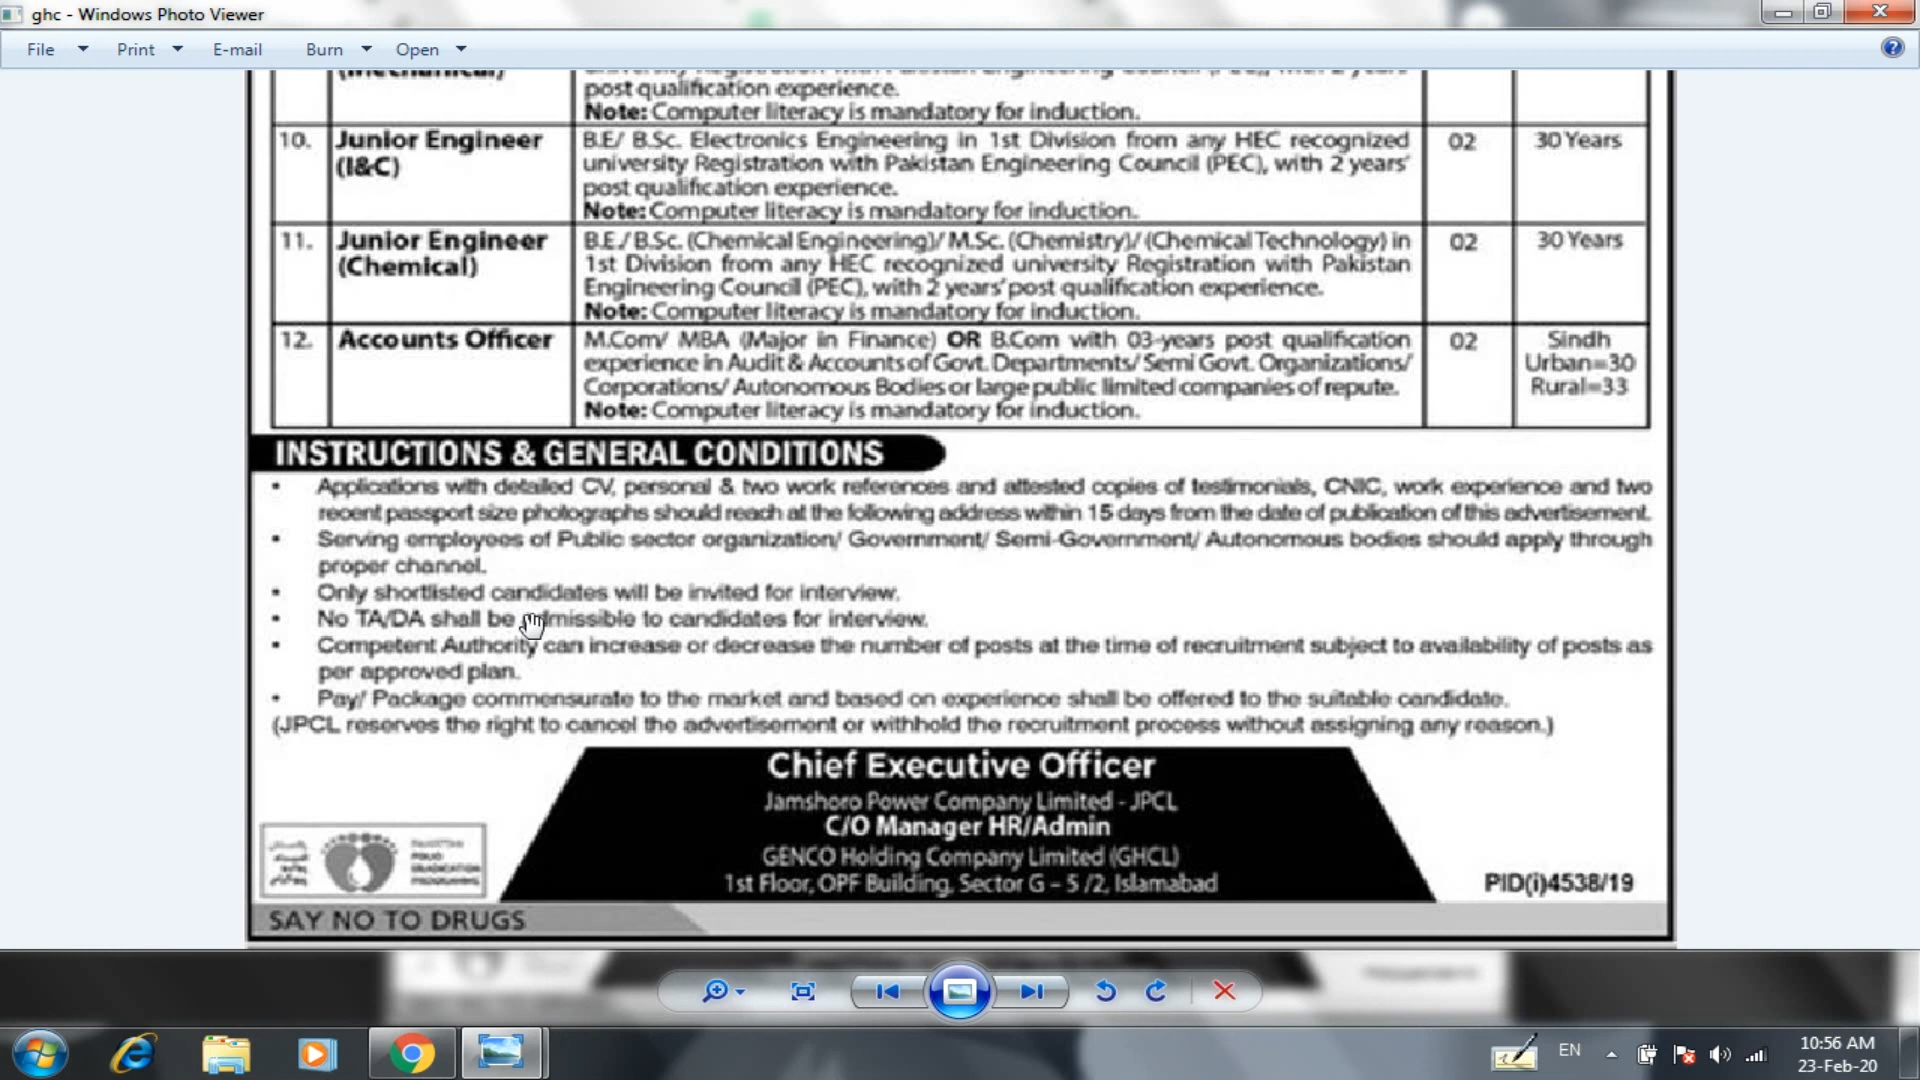 ghc - Windows Photo Viewer
File Print E-mail Burn Open
(Mechanical)
university Registration with Pakistan Engineering Council (PEC), with 2 years'
post qualification experience.
Note: Computer literacy is mandatory for induction.
10. Junior Engineer (I&C)
B.E/ B.Sc. Electronics Engineering in 1st Division from any HEC recognized
university Registration with Pakistan Engineering Council (PEC), with 2 years'
post qualification experience.
Note: Computer literacy is mandatory for induction.
02 30 Years
11. Junior Engineer (Chemical)
B.E./ B.Sc. (Chemical Engineering)/ M.Sc. (Chemistry)/ (Chemical Technology) in
1st Division from any HEC recognized university Registration with Pakistan
Engineering Council (PEC), with 2 years' post qualification experience.
Note: Computer literacy is mandatory for induction.
02 30 Years
12. Accounts Officer
M.Com/ MBA (Major in Finance) OR B.Com with 03-years post qualification
experience in Audit & Accounts of Govt. Departments/ Semi Govt. Organizations/
Corporations/ Autonomous Bodies or large public limited companies of repute.
Note: Computer literacy is mandatory for induction.
02
Sindh
Urban=30
Rural=33
INSTRUCTIONS & GENERAL CONDITIONS
• Applications with detailed CV, personal & two work references and attested copies of testimonials, CNIC, work experience and two
recent passport size photographs should reach at the following address within 15 days from the date of publication of this advertisement.
• Serving employees of Public sector organization/ Government/ Semi-Government/ Autonomous bodies should apply through
proper channel.
• Only shortlisted candidates will be invited for interview.
• No TA/DA shall be admissible to candidates for interview.
• Competent Authority can increase or decrease the number of posts at the time of recruitment subject to availability of posts as
per approved plan.
• Pay/ Package commensurate to the market and based on experience shall be offered to the suitable candidate.
(JPCL reserves the right to cancel the advertisement or withhold the recruitment process without assigning any reason.)
Chief Executive Officer
Jamshoro Power Company Limited - JPCL
C/O Manager HR/Admin
GENCO Holding Company Limited (GHCL)
1st Floor, OPF Building, Sector G – 5 /2, Islamabad
PAKISTAN
POLIO
ERADICATION
PROGRAMME
PID(i)4538/19
SAY NO TO DRUGS
EN
10:56 AM
23-Feb-20